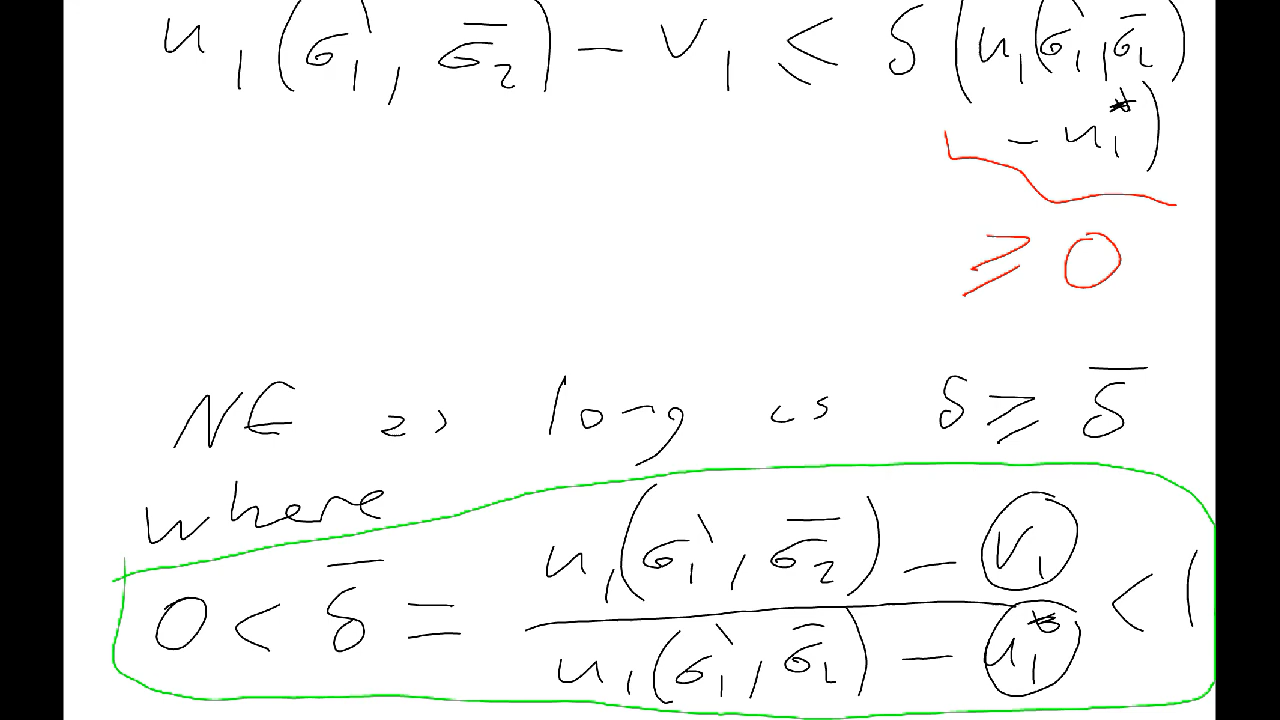 u₁(σ₁`, σ̅₂) − v₁ ⩽ δ(u₁(σ₁`, σ̅₂)
− u₁*)
⩾ 0
NE as long as δ ⩾ δ̅
where
0 < δ̅ = (u₁(σ₁`, σ̅₂) − v₁) / (u₁(σ₁`, σ̅₂) − u₁*) < 1